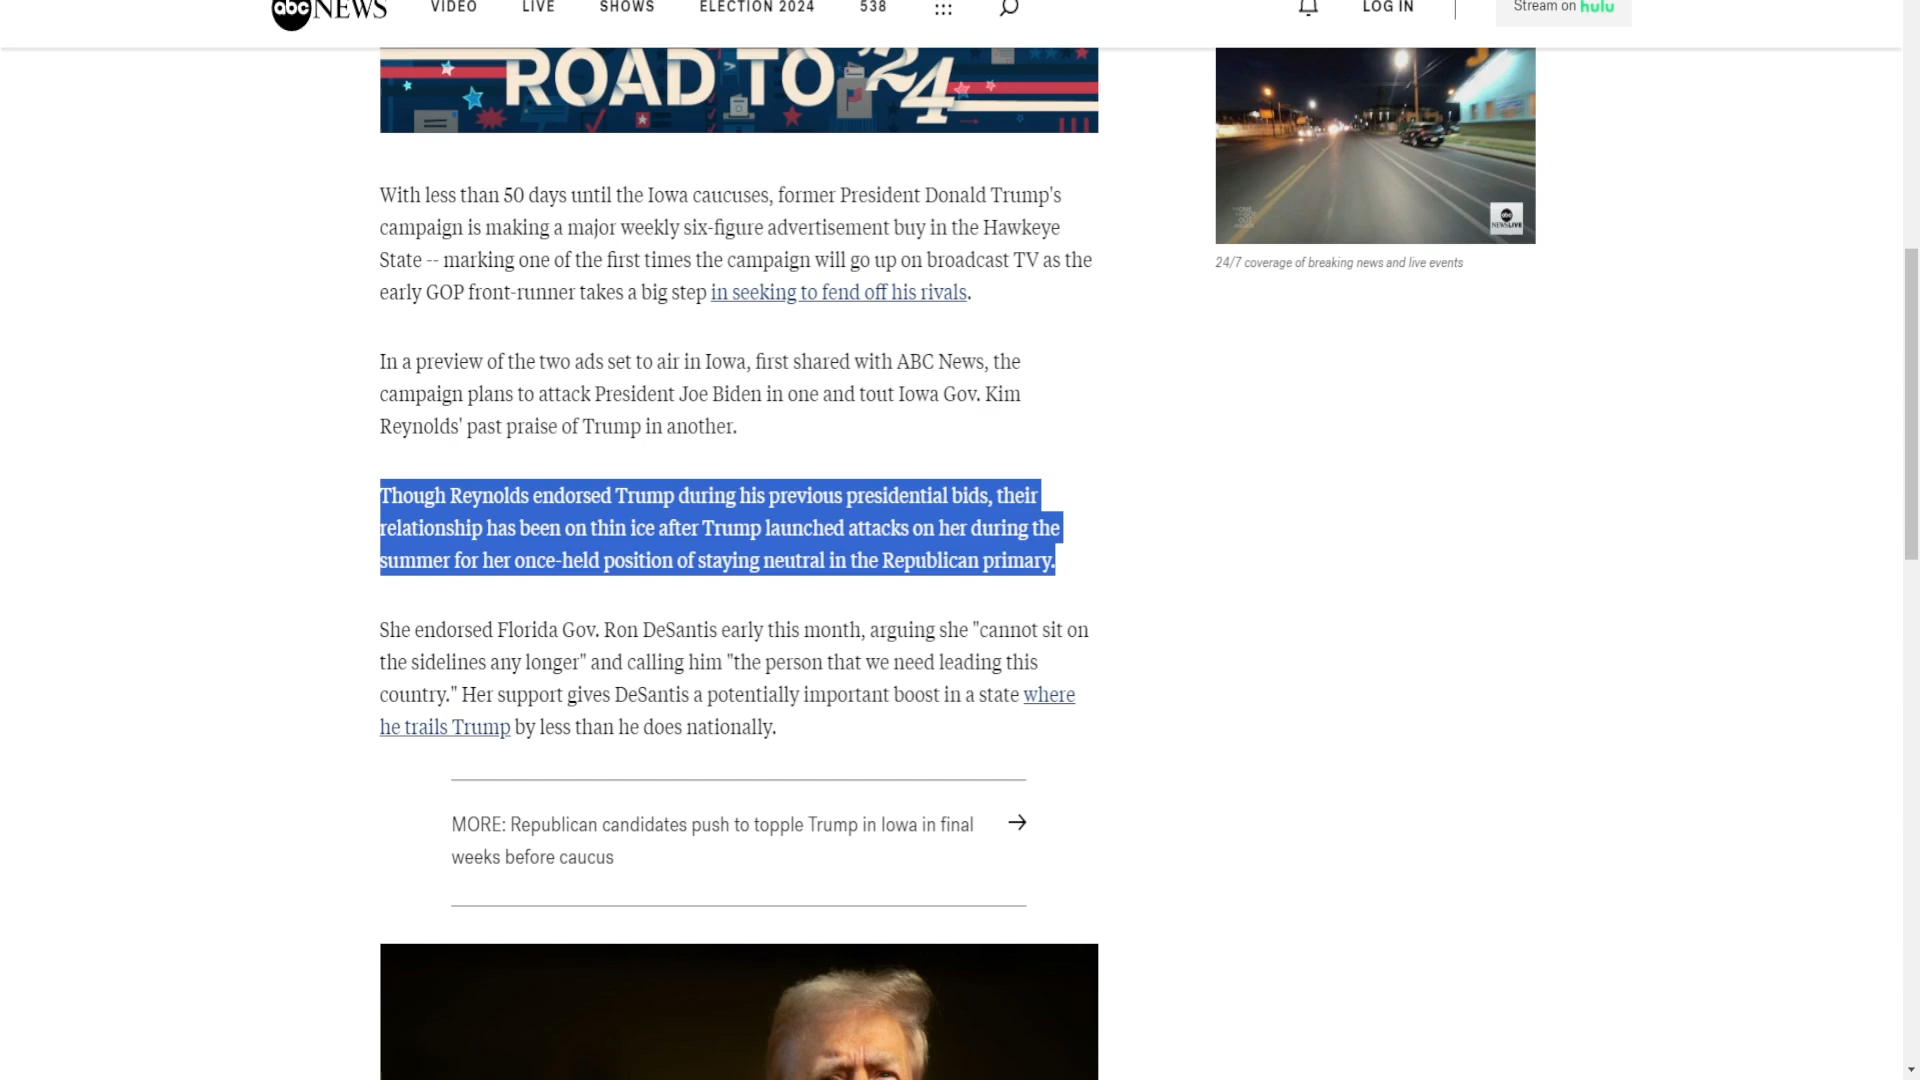 abc NEWS VIDEO LIVE SHOWS ELECTION 2024 538 LOG IN Stream on hulu
ROAD TO '24
With less than 50 days until the Iowa caucuses, former President Donald Trump's
campaign is making a major weekly six-figure advertisement buy in the Hawkeye
State -- marking one of the first times the campaign will go up on broadcast TV as the
early GOP front-runner takes a big step in seeking to fend off his rivals.
In a preview of the two ads set to air in Iowa, first shared with ABC News, the
campaign plans to attack President Joe Biden in one and tout Iowa Gov. Kim
Reynolds' past praise of Trump in another.
Though Reynolds endorsed Trump during his previous presidential bids, their
relationship has been on thin ice after Trump launched attacks on her during the
summer for her once-held position of staying neutral in the Republican primary.
She endorsed Florida Gov. Ron DeSantis early this month, arguing she "cannot sit on
the sidelines any longer" and calling him "the person that we need leading this
country." Her support gives DeSantis a potentially important boost in a state where
he trails Trump by less than he does nationally.
MORE: Republican candidates push to topple Trump in Iowa in final
weeks before caucus
abc
NEWS LIVE
24/7 coverage of breaking news and live events